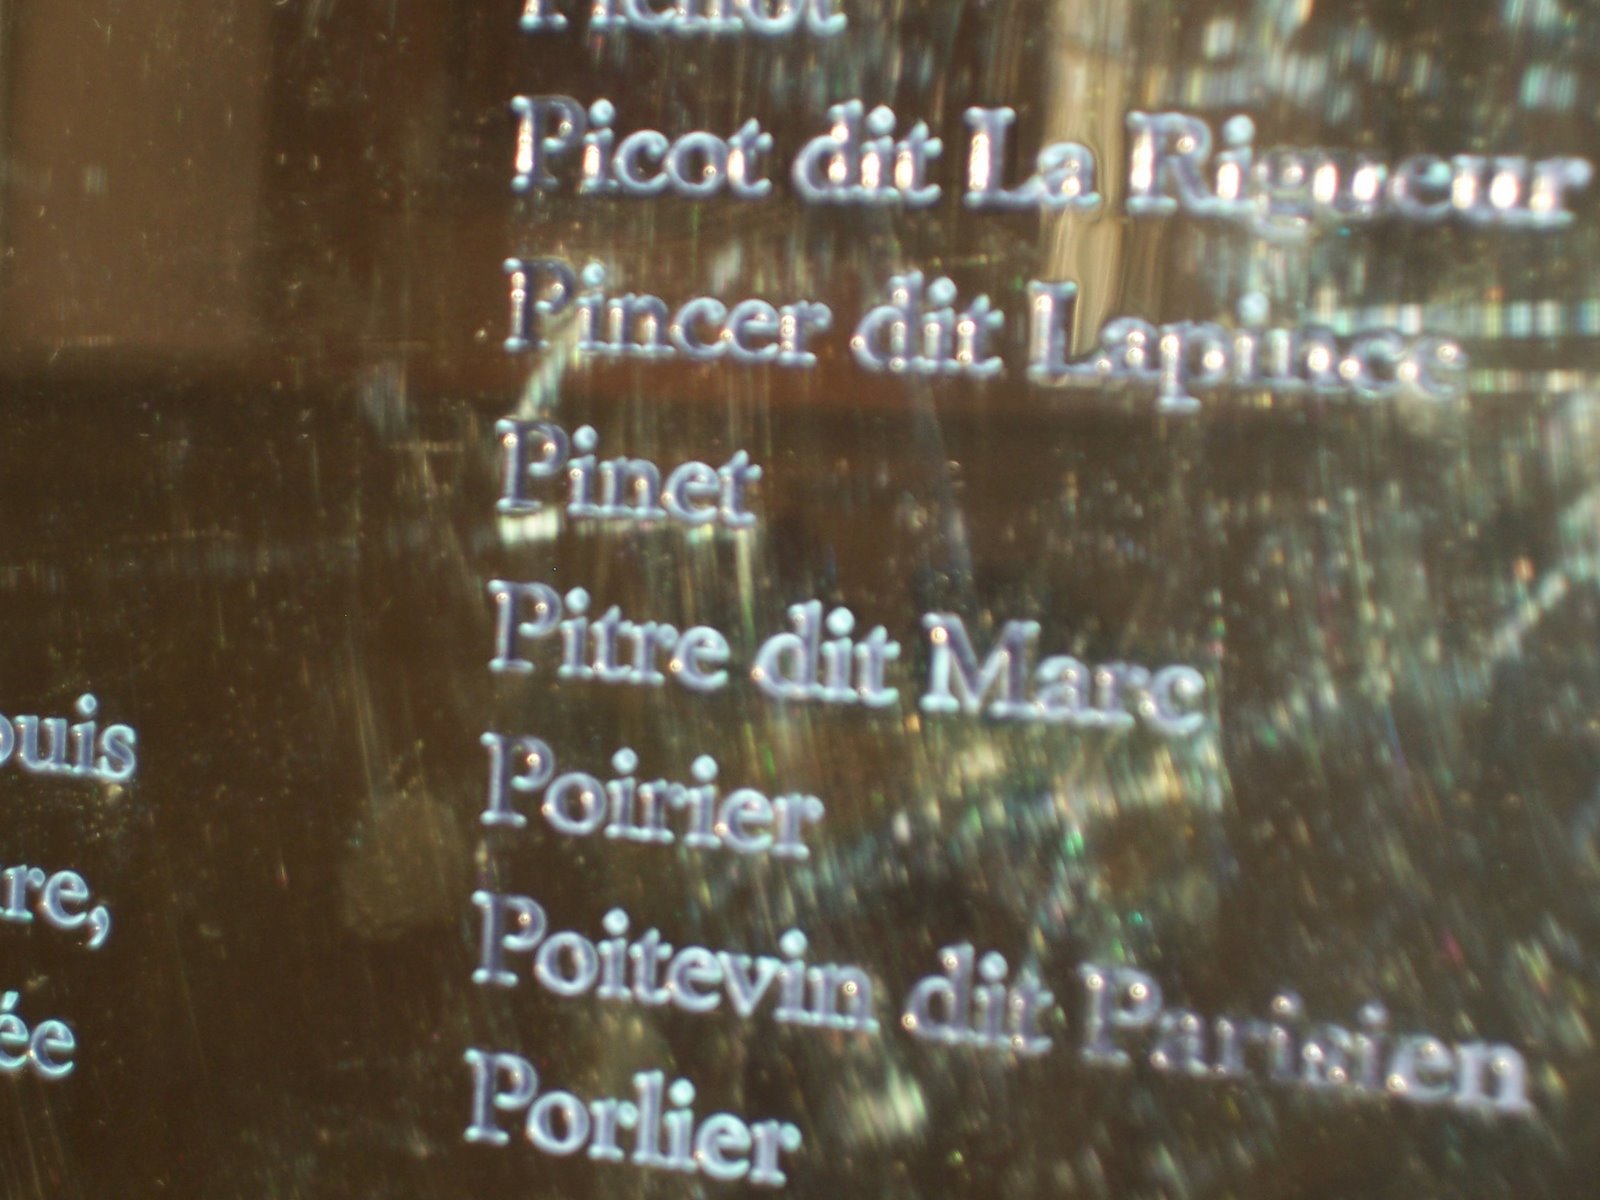 Picot dit La Rigueur
Pincer dit Lapince
Pinet
Pitre dit Marc
Poirier
Poitevin dit Parisien
Porlier
ouis
re,
ée